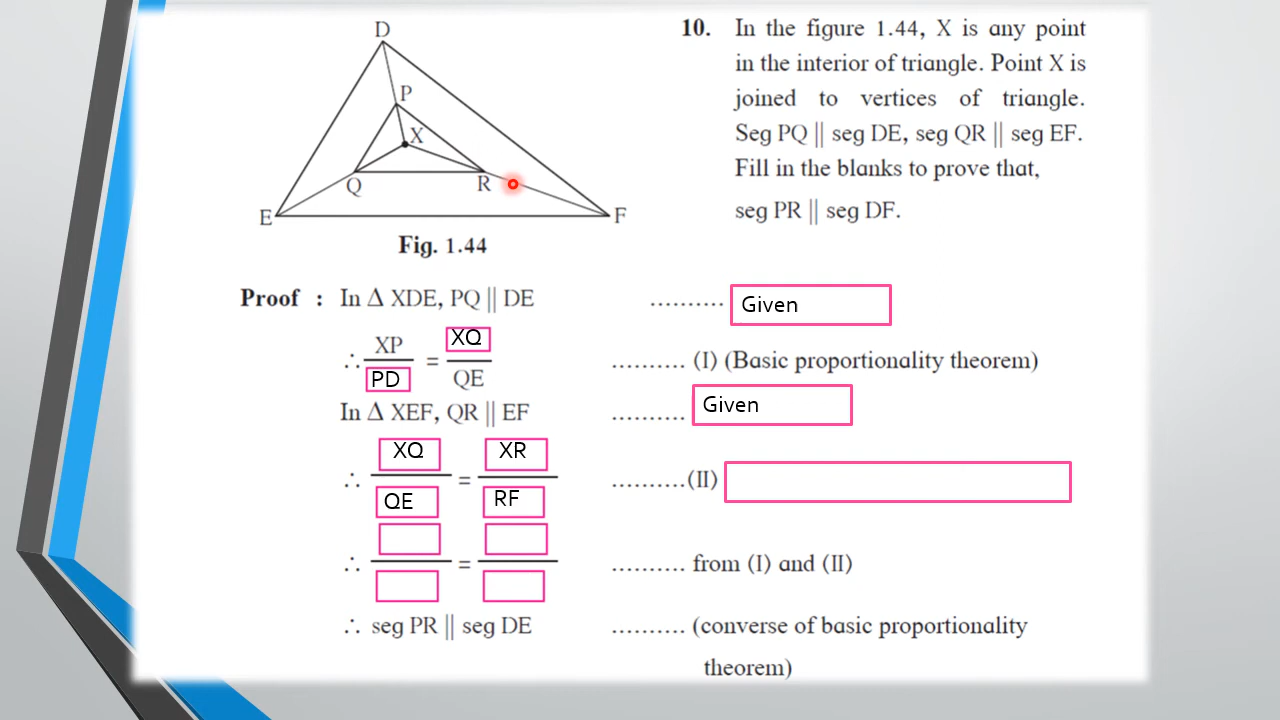 D
P
X
Q
R
E
F
Fig. 1.44
10. In the figure 1.44, X is any point
in the interior of triangle. Point X is
joined to vertices of triangle.
Seg PQ || seg DE, seg QR || seg EF.
Fill in the blanks to prove that,
seg PR || seg DF.
Proof : In Δ XDE, PQ || DE .......... Given
∴ XP / PD = XQ / QE .......... (I) (Basic proportionality theorem)
In Δ XEF, QR || EF .......... Given
∴ XQ / QE = XR / RF ..........(II)
∴ = .......... from (I) and (II)
∴ seg PR || seg DE .......... (converse of basic proportionality
theorem)